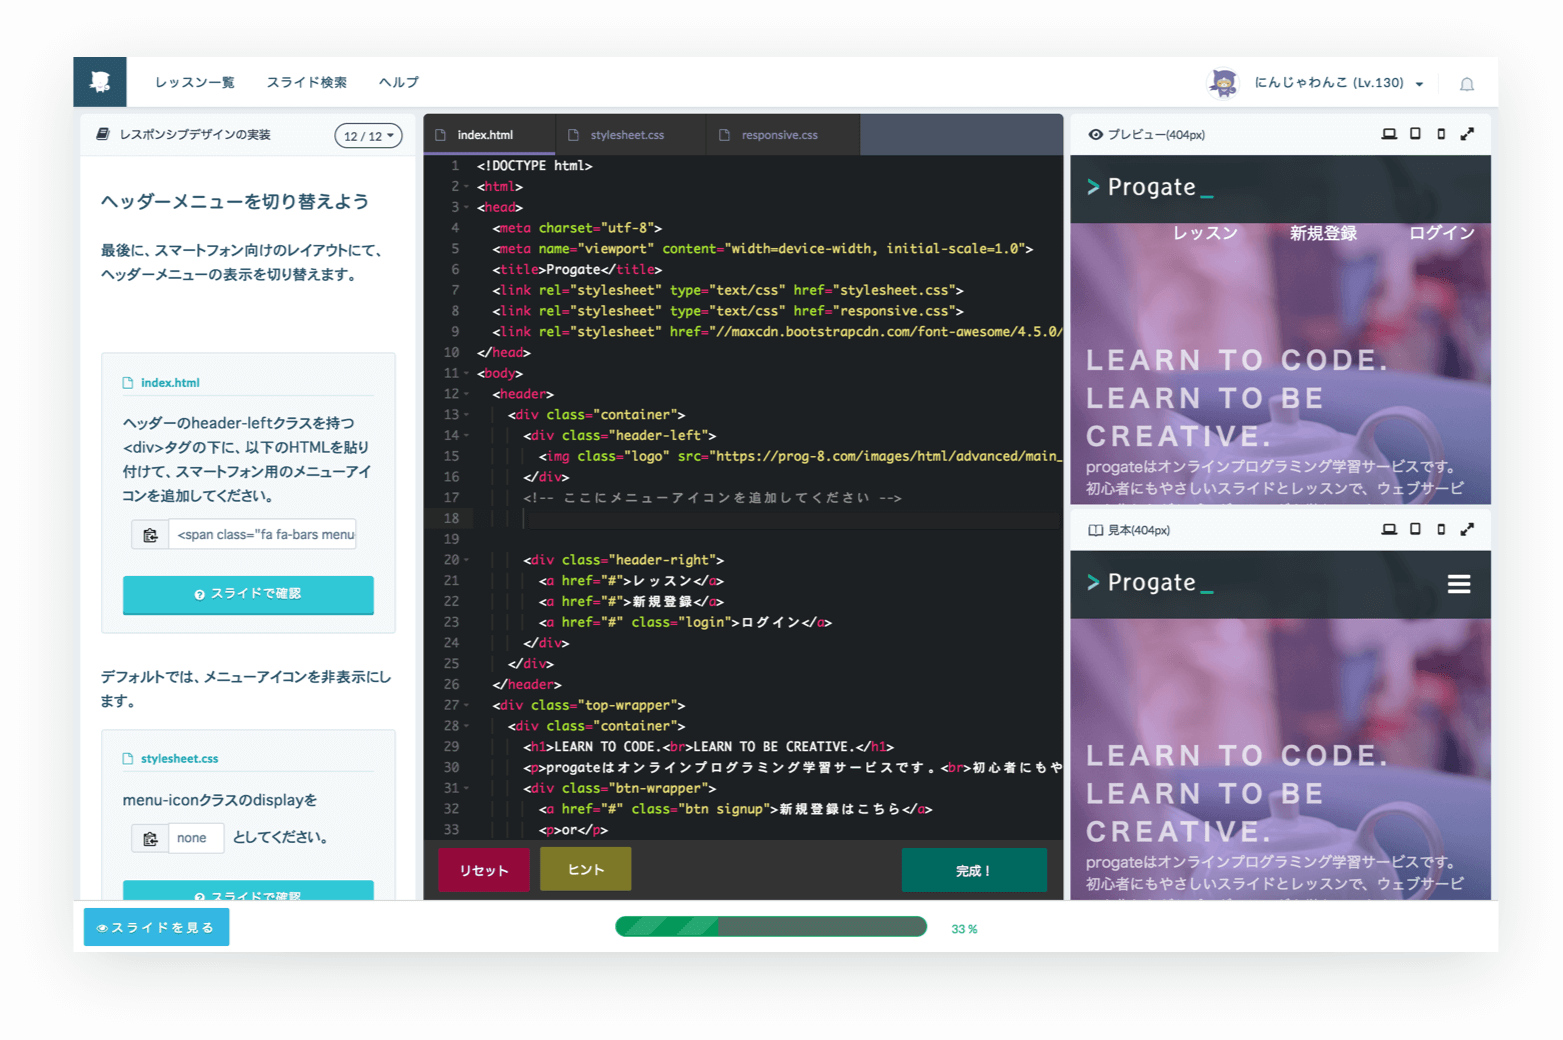 レッスン一覧 スライド検索 ヘルプ にんじゃわんこ (Lv.130)
レスポンシブデザインの実装 12 / 12
ヘッダーメニューを切り替えよう
最後に、スマートフォン向けのレイアウトにて、
ヘッダーメニューの表示を切り替えます。
index.html
ヘッダーのheader-leftクラスを持つ
<div>タグの下に、以下のHTMLを貼り
付けて、スマートフォン用のメニューアイ
コンを追加してください。
<span class="fa fa-bars menu
スライドで確認
デフォルトでは、メニューアイコンを非表示にし
ます。
stylesheet.css
menu-iconクラスのdisplayを
none としてください。
スライドで確認
index.html stylesheet.css responsive.css
1 <!DOCTYPE html>
2 <html>
3 <head>
4 <meta charset="utf-8">
5 <meta name="viewport" content="width=device-width, initial-scale=1.0">
6 <title>Progate</title>
7 <link rel="stylesheet" type="text/css" href="stylesheet.css">
8 <link rel="stylesheet" type="text/css" href="responsive.css">
9 <link rel="stylesheet" href="//maxcdn.bootstrapcdn.com/font-awesome/4.5.0/
10 </head>
11 <body>
12 <header>
13 <div class="container">
14 <div class="header-left">
15 <img class="logo" src="https://prog-8.com/images/html/advanced/main_
16 </div>
17 <!-- ここにメニューアイコンを追加してください -->
18
19
20 <div class="header-right">
21 <a href="#">レッスン</a>
22 <a href="#">新規登録</a>
23 <a href="#" class="login">ログイン</a>
24 </div>
25 </div>
26 </header>
27 <div class="top-wrapper">
28 <div class="container">
29 <h1>LEARN TO CODE.<br>LEARN TO BE CREATIVE.</h1>
30 <p>progateはオンラインプログラミング学習サービスです。<br>初心者にもや
31 <div class="btn-wrapper">
32 <a href="#" class="btn signup">新規登録はこちら</a>
33 <p>or</p>
リセット ヒント 完成！
プレビュー(404px)
> Progate_
レッスン 新規登録 ログイン
LEARN TO CODE.
LEARN TO BE
CREATIVE.
progateはオンラインプログラミング学習サービスです。
初心者にもやさしいスライドとレッスンで、ウェブサービ
見本(404px)
> Progate_
LEARN TO CODE.
LEARN TO BE
CREATIVE.
progateはオンラインプログラミング学習サービスです。
初心者にもやさしいスライドとレッスンで、ウェブサービ
スライドを見る 33 %